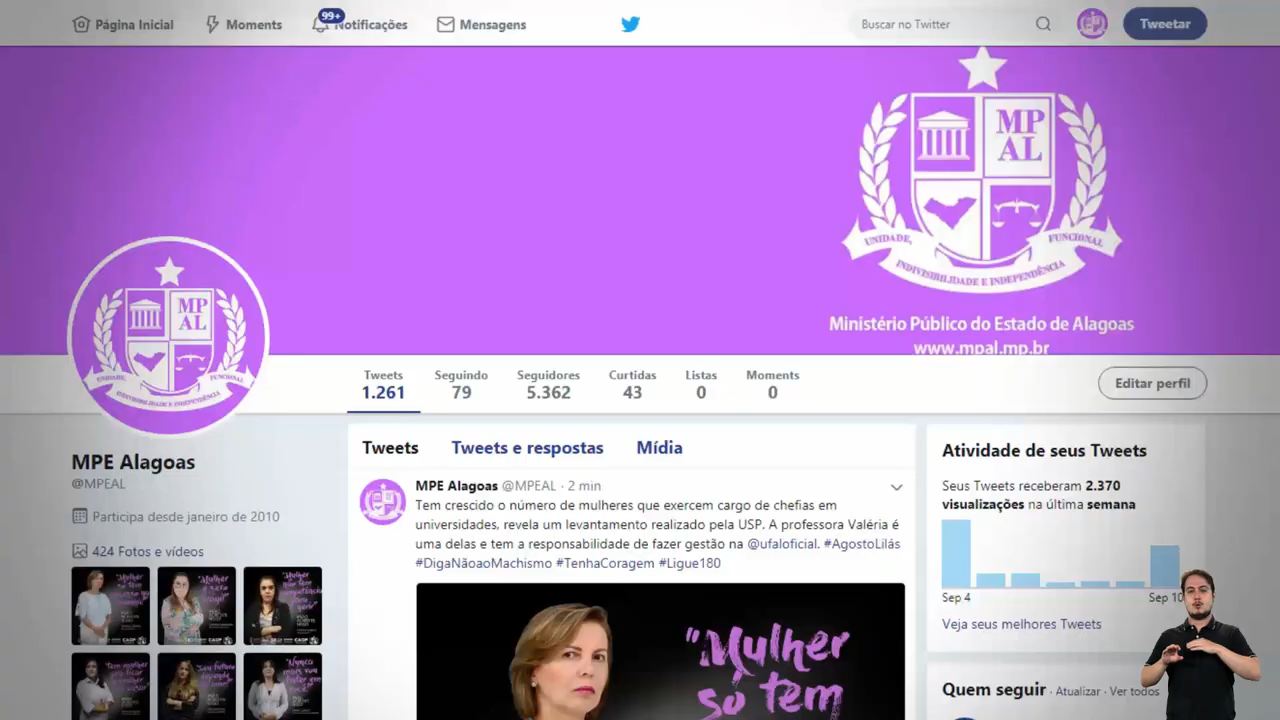 Página Inicial
Moments
99+
Notificações
Mensagens
Buscar no Twitter
Tweetar
MP
AL
UNIDADE,
FUNCIONAL
INDIVISIBILIDADE E INDEPENDÊNCIA
Ministério Público do Estado de Alagoas
www.mpal.mp.br
MP
AL
UNIDADE,
FUNCIONAL
INDIVISIBILIDADE E INDEPENDÊNCIA
Tweets
1.261
Seguindo
79
Seguidores
5.362
Curtidas
43
Listas
0
Moments
0
Editar perfil
MPE Alagoas
@MPEAL
Participa desde janeiro de 2010
424 Fotos e vídeos
Tweets
Tweets e respostas
Mídia
MPE Alagoas @MPEAL · 2 min
Tem crescido o número de mulheres que exercem cargo de chefias em
universidades, revela um levantamento realizado pela USP. A professora Valéria é
uma delas e tem a responsabilidade de fazer gestão na @ufaloficial. #AgostoLilás
#DigaNãoaoMachismo #TenhaCoragem #Ligue180
"Mulher
só tem
Atividade de seus Tweets
Seus Tweets receberam 2.370
visualizações na última semana
Sep 4
Sep 10
Veja seus melhores Tweets
Quem seguir · Atualizar · Ver todos